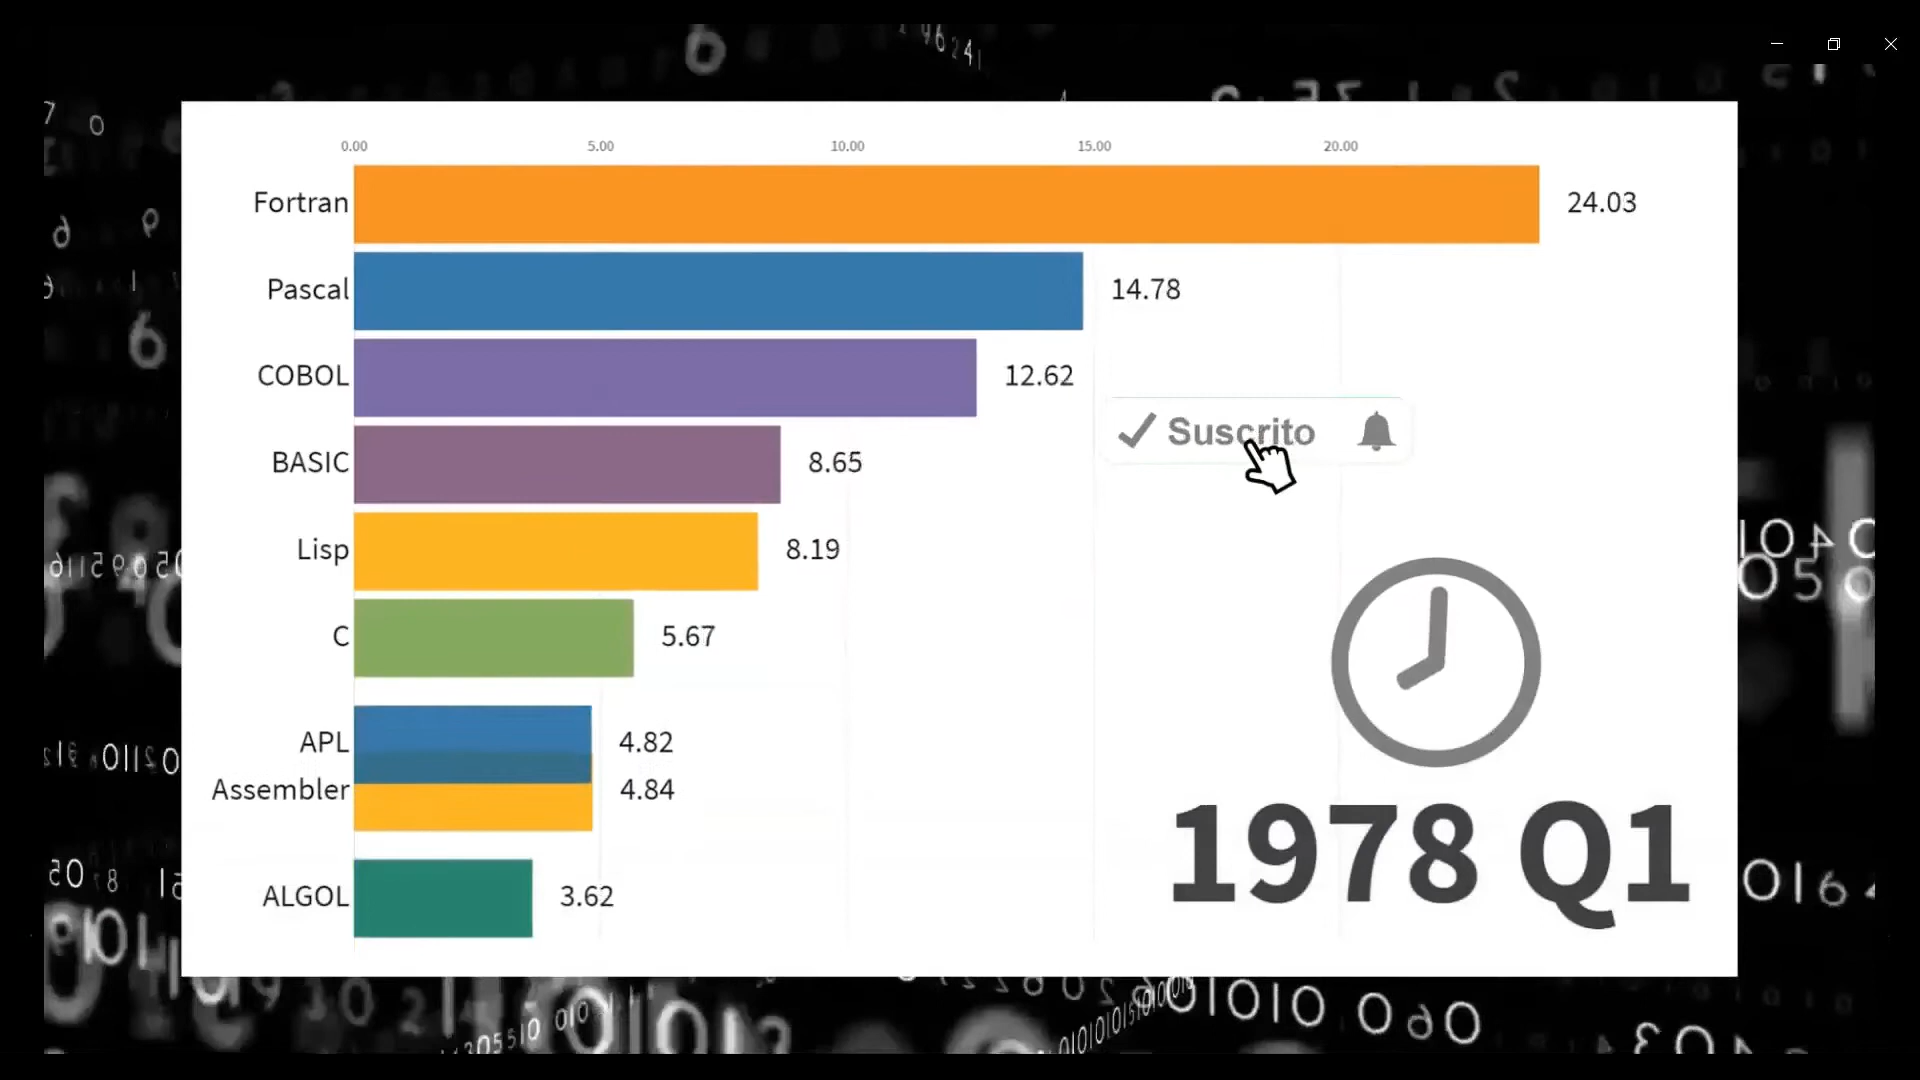 0.00 5.00 10.00 15.00 20.00
Fortran 24.03
Pascal 14.78
COBOL 12.62
Suscrito
BASIC 8.65
Lisp 8.19
C 5.67
APL 4.82
Assembler 4.84
1978 Q1
ALGOL 3.62